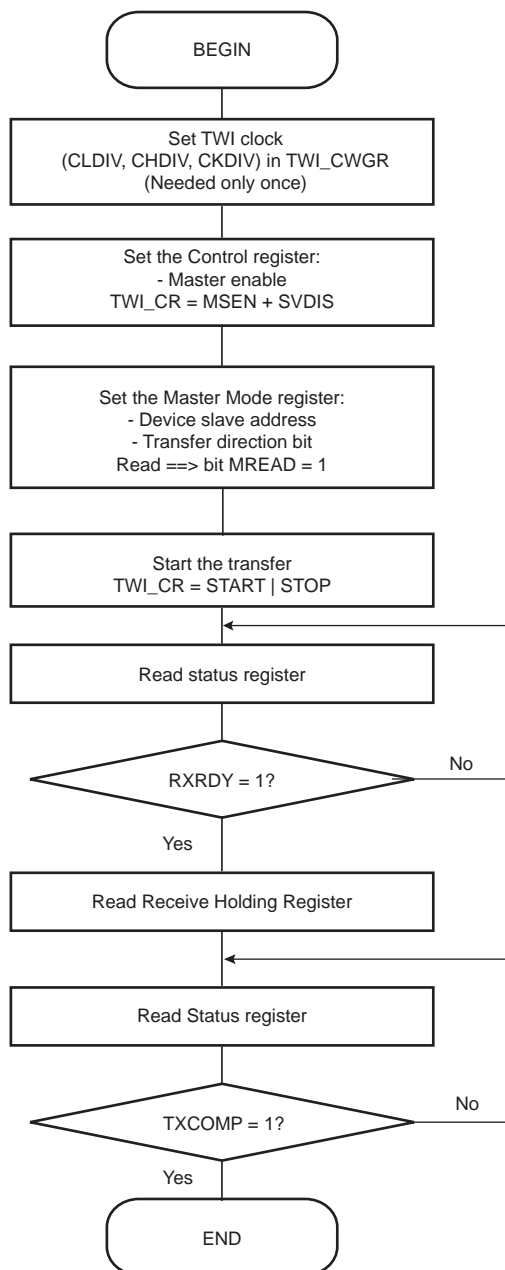 BEGIN
Set TWI clock
(CLDIV, CHDIV, CKDIV) in TWI_CWGR
(Needed only once)
Set the Control register:
- Master enable
TWI_CR = MSEN + SVDIS
Set the Master Mode register:
- Device slave address
- Transfer direction bit
Read ==> bit MREAD = 1
Start the transfer
TWI_CR = START | STOP
Read status register
RXRDY = 1?
No
Yes
Read Receive Holding Register
Read Status register
TXCOMP = 1?
No
Yes
END